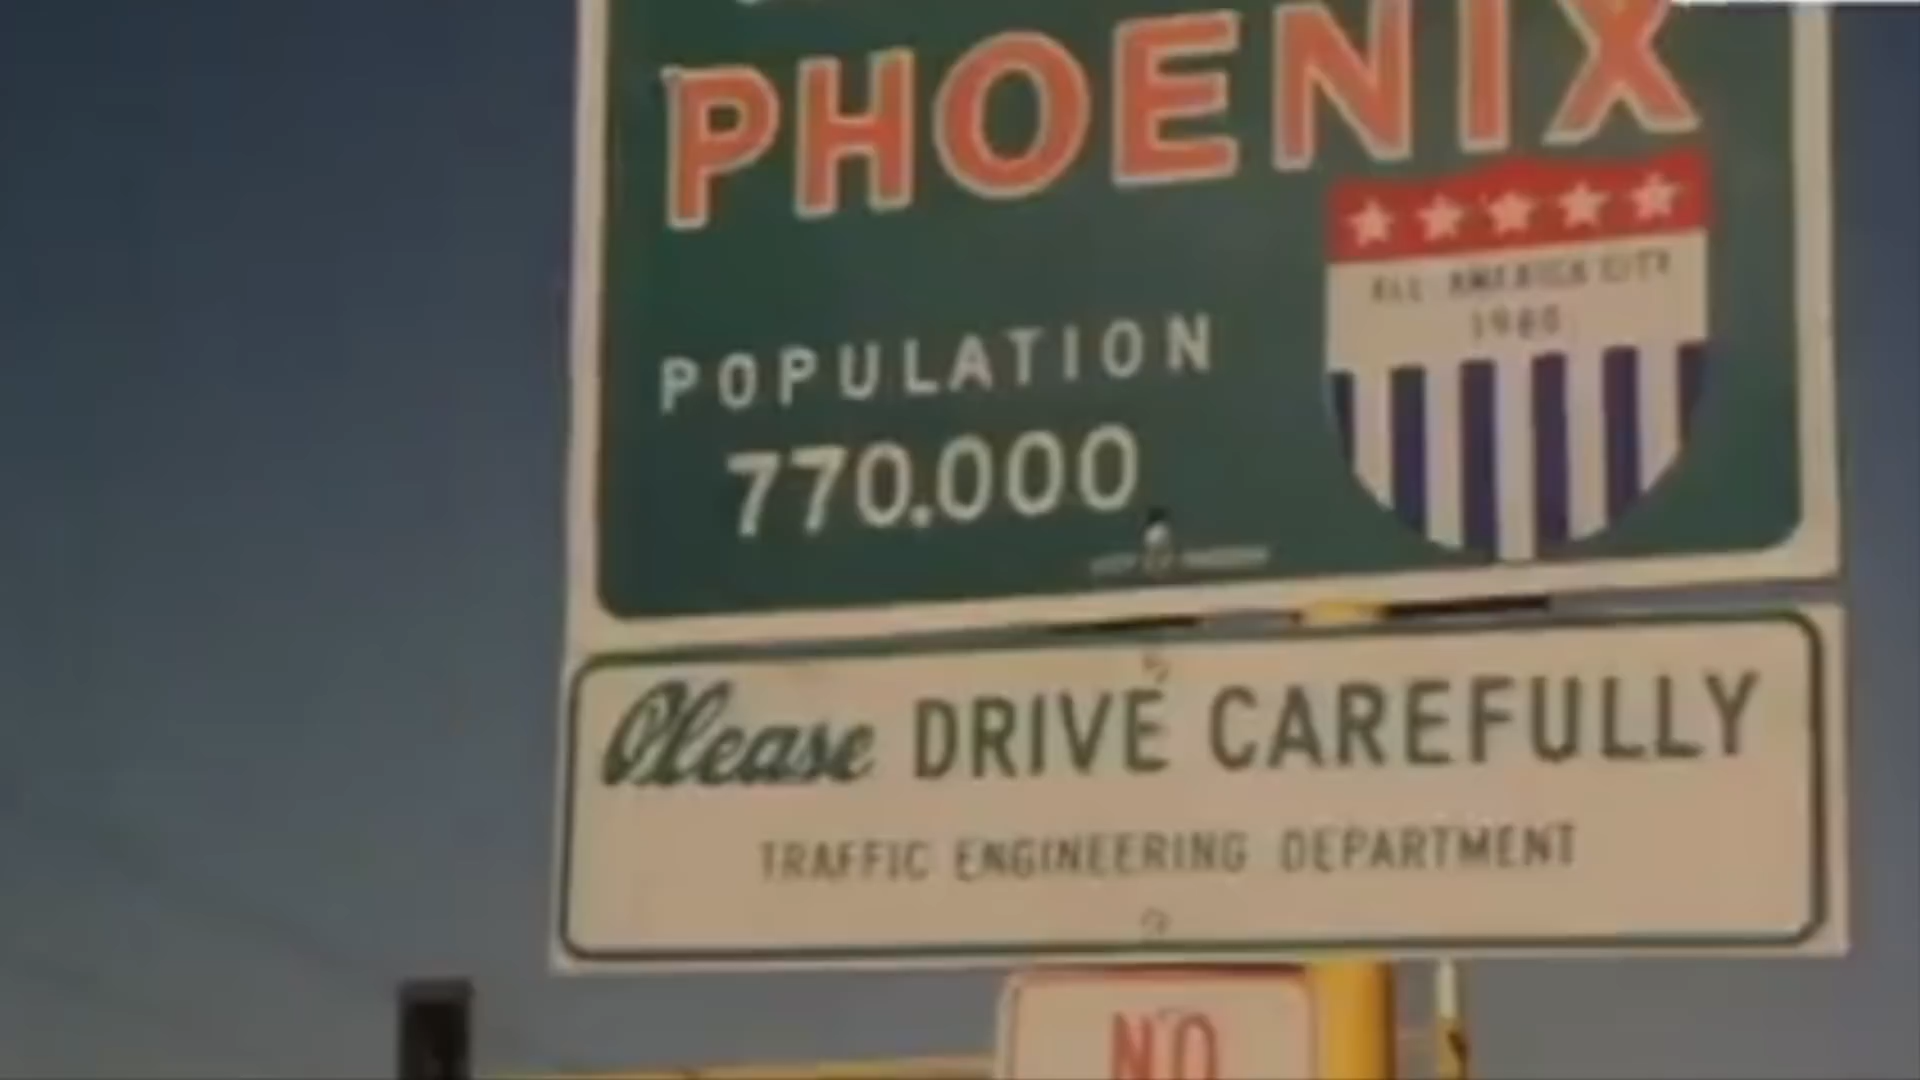 PHOENIX
ALL-AMERICA CITY
1980
POPULATION
770.000
Please DRIVE CAREFULLY
TRAFFIC ENGINEERING DEPARTMENT
NO